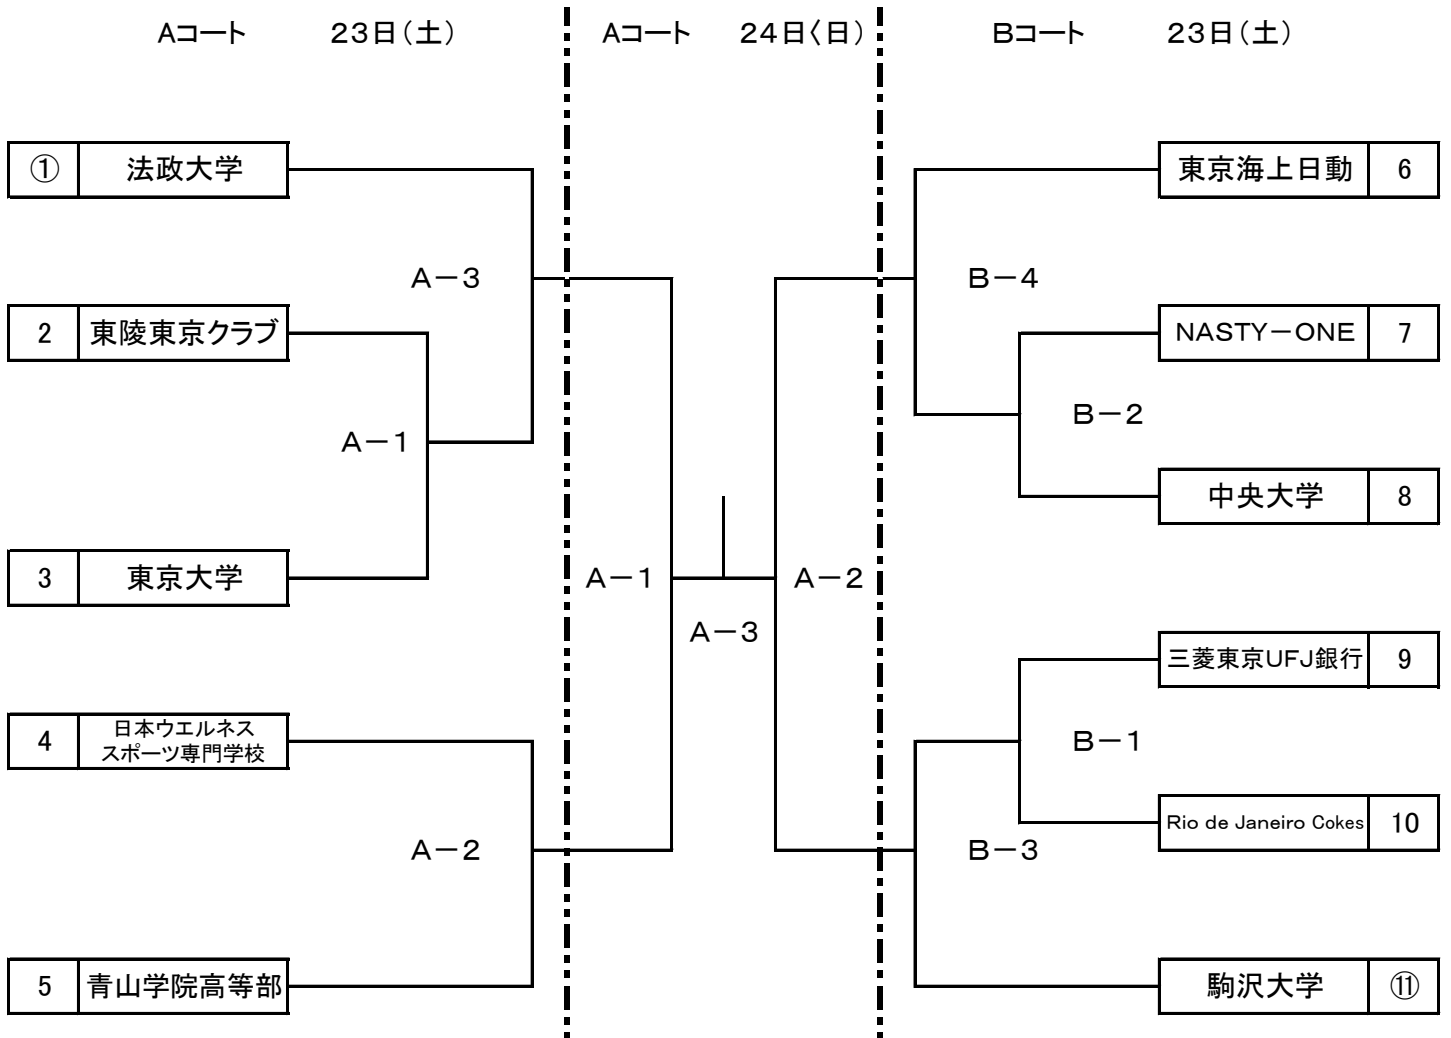 Aコート　23日(土)
Aコート　24日〈日)
Bコート　23日(土)
① 法政大学
A－3
2 東陵東京クラブ
A－1
3 東京大学
4 日本ウエルネス
スポーツ専門学校
A－2
5 青山学院高等部
A－1
A－3
A－2
東京海上日動 6
B－4
NASTY－ONE 7
B－2
中央大学 8
三菱東京UFJ銀行 9
B－1
Rio de Janeiro Cokes 10
B－3
駒沢大学 ⑪